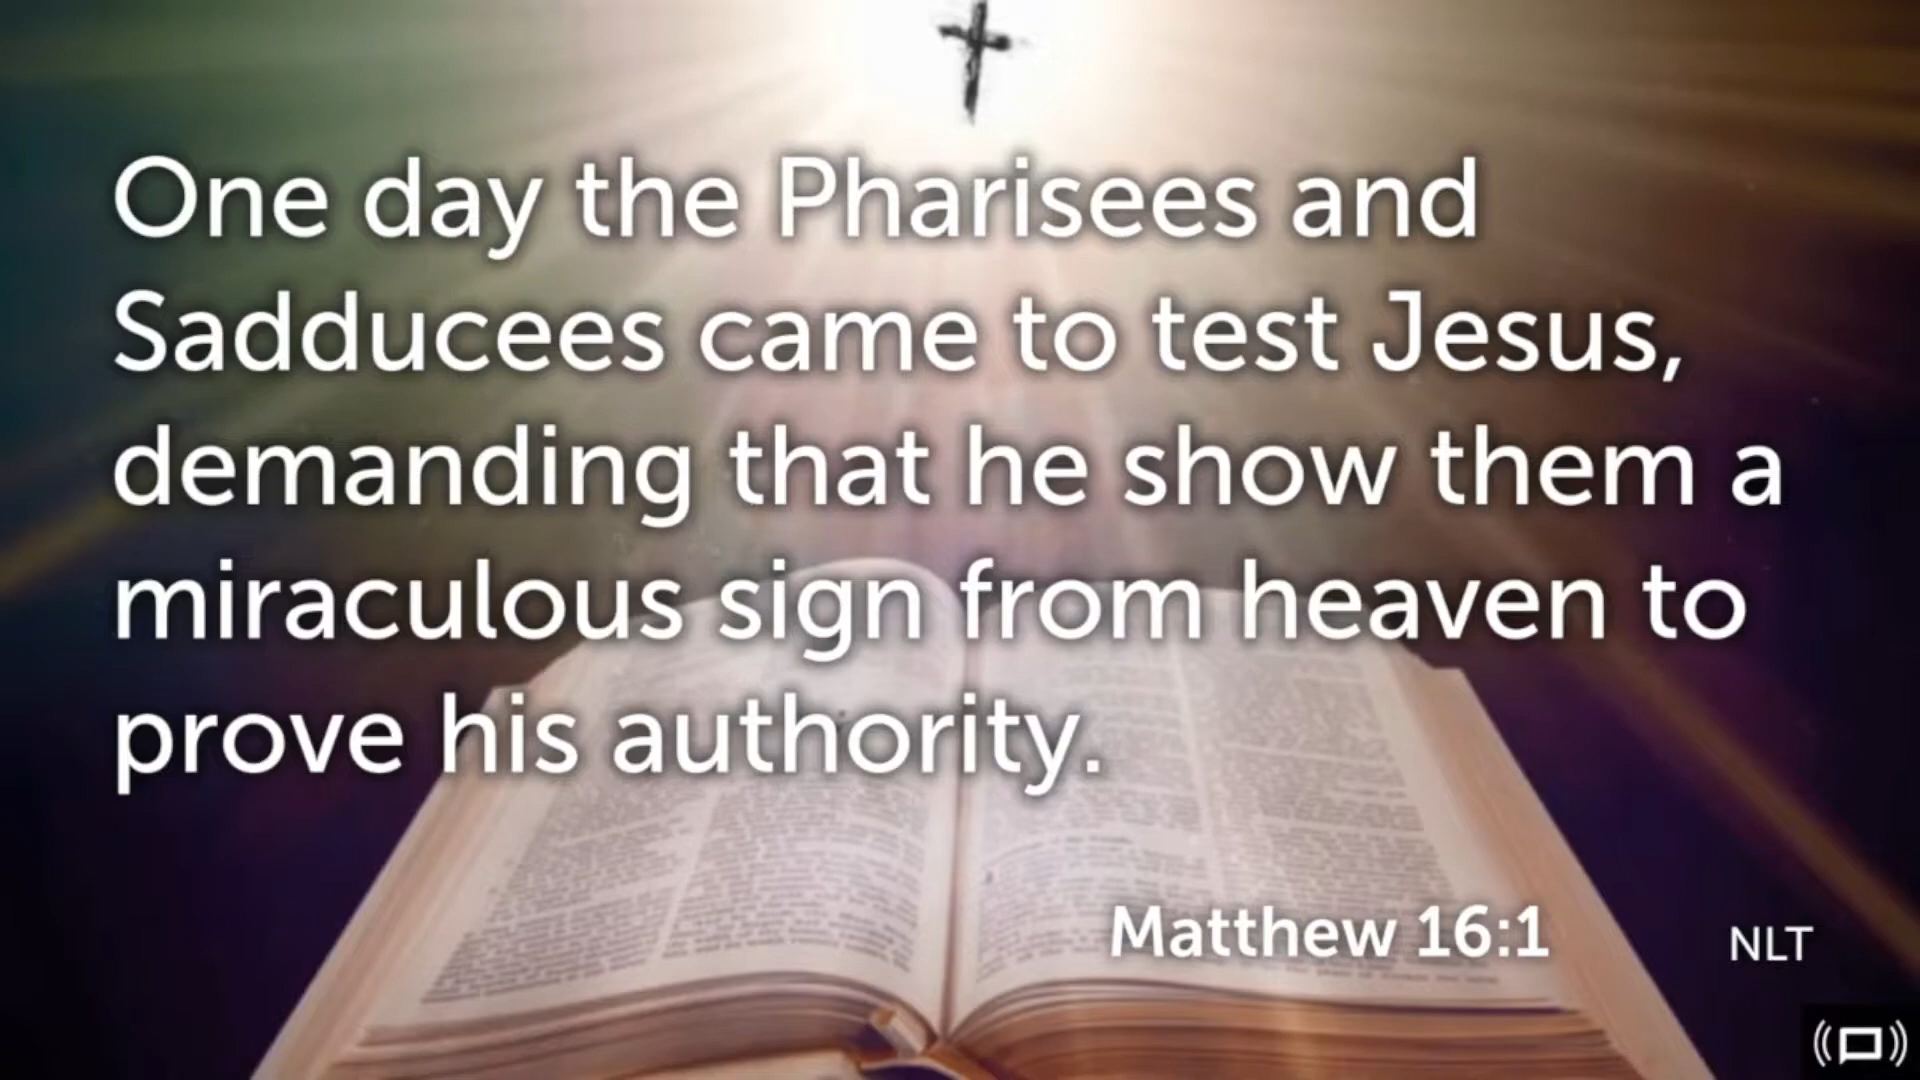 One day the Pharisees and
Sadducees came to test Jesus,
demanding that he show them a
miraculous sign from heaven to
prove his authority.
Matthew 16:1
NLT